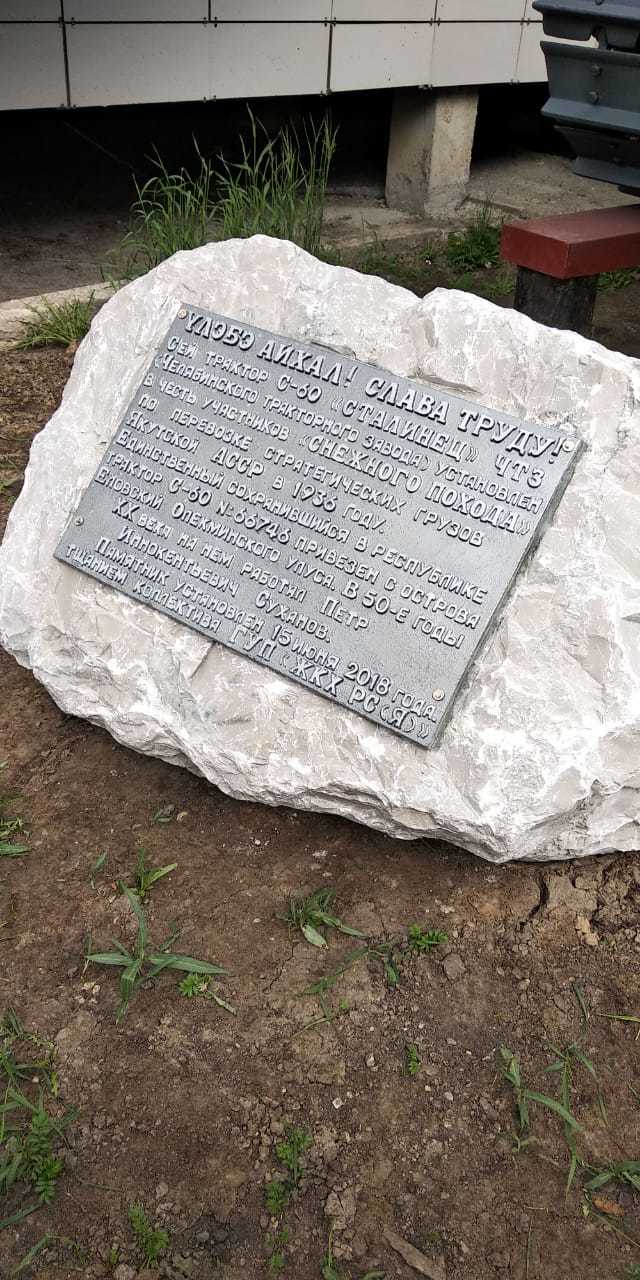 ҮЛЭБЭ АЙХАЛ! СЛАВА ТРУДУ!
СЕЙ ТРАКТОР С-60 «СТАЛИНЕЦ» ЧТЗ
(ЧЕЛЯБИНСКОГО ТРАКТОРНОГО ЗАВОДА) УСТАНОВЛЕН
В ЧЕСТЬ УЧАСТНИКОВ «СНЕЖНОГО ПОХОДА»
ПО ПЕРЕВОЗКЕ СТРАТЕГИЧЕСКИХ ГРУЗОВ
ЯКУТСКОЙ АССР В 1936 ГОДУ.
ЕДИНСТВЕННЫЙ СОХРАНИВШИЙСЯ В РЕСПУБЛИКЕ
ТРАКТОР С-60 №66746 ПРИВЕЗЕН С ОСТРОВА
ДНОВСКИЙ ОЛЕКМИНСКОГО УЛУСА. В 50-Е ГОДЫ
XX ВЕКА НА НЕМ РАБОТАЛ ПЕТР
ИННОКЕНТЬЕВИЧ СУХАНОВ.
ПАМЯТНИК УСТАНОВЛЕН 15 ИЮНЯ 2018 ГОДА.
ТЩАНИЕМ КОЛЛЕКТИВА ГУП «ЖКХ РС(Я)»